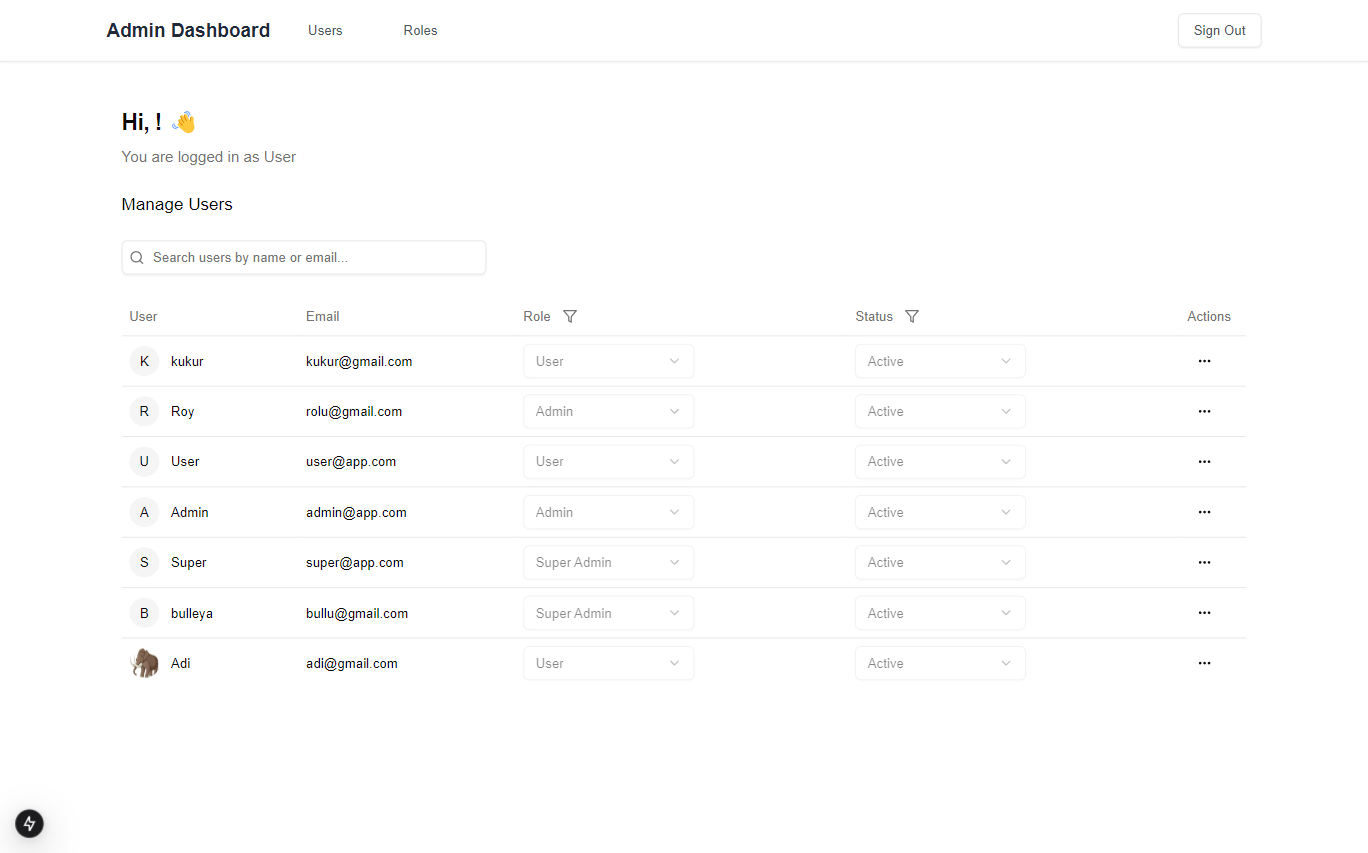 Admin Dashboard Users Roles Sign Out
Hi, ! 👋
You are logged in as User
Manage Users
Search users by name or email...
User Email Role Status Actions
K kukur kukur@gmail.com User Active ...
R Roy rolu@gmail.com Admin Active ...
U User user@app.com User Active ...
A Admin admin@app.com Admin Active ...
S Super super@app.com Super Admin Active ...
B bulleya bullu@gmail.com Super Admin Active ...
Adi adi@gmail.com User Active ...